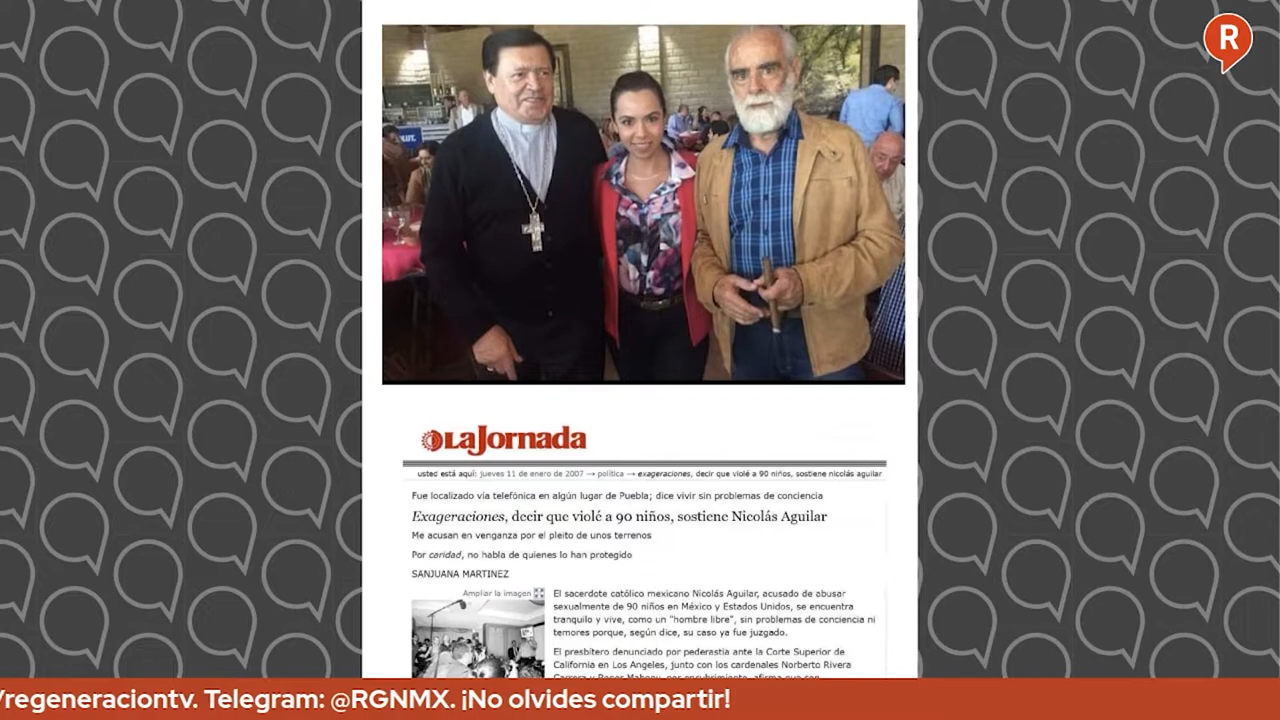 R
LaJornada
usted está aquí: jueves 11 de enero de 2007 → política → exageraciones, decir que violé a 90 niños, sostiene nicolás aguilar
Fue localizado vía telefónica en algún lugar de Puebla; dice vivir sin problemas de conciencia
Exageraciones, decir que violé a 90 niños, sostiene Nicolás Aguilar
Me acusan en venganza por el pleito de unos terrenos
Por caridad, no habla de quienes lo han protegido
SANJUANA MARTINEZ
Ampliar la imagen
El sacerdote católico mexicano Nicolás Aguilar, acusado de abusar
sexualmente de 90 niños en México y Estados Unidos, se encuentra
tranquilo y vive, como un "hombre libre", sin problemas de conciencia ni
temores porque, según dice, su caso ya fue juzgado.
El presbítero denunciado por pederastia ante la Corte Superior de
California en Los Angeles, junto con los cardenales Norberto Rivera
/regeneraciontv. Telegram: @RGNMX. ¡No olvides compartir!